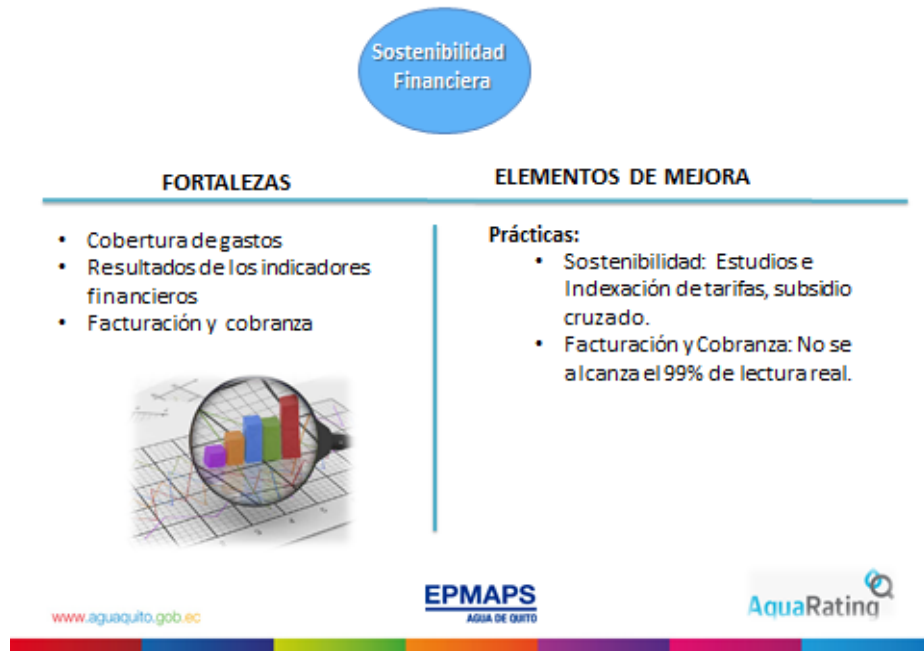 Sostenibilidad
Financiera
FORTALEZAS
• Cobertura de gastos
• Resultados de los indicadores
financieros
• Facturación y cobranza
ELEMENTOS DE MEJORA
Prácticas:
• Sostenibilidad: Estudios e
Indexación de tarifas, subsidio
cruzado.
• Facturación y Cobranza: No se
alcanza el 99% de lectura real.
www.aguaquito.gob.ec
EPMAPS
AGUA DE QUITO
AquaRating